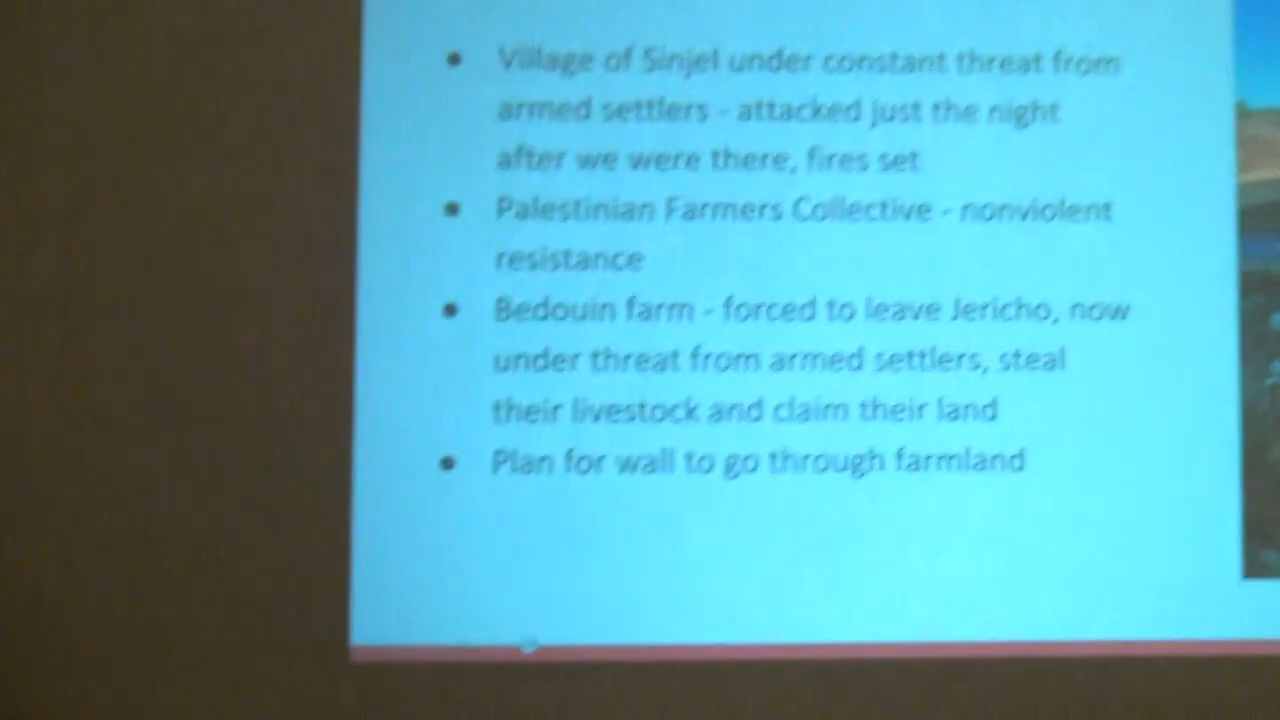 • Village of Sinjel under constant threat from
armed settlers - attacked just the night
after we were there, fires set
• Palestinian Farmers Collective - nonviolent
resistance
• Bedouin farm - forced to leave Jericho, now
under threat from armed settlers, steal
their livestock and claim their land
• Plan for wall to go through farmland